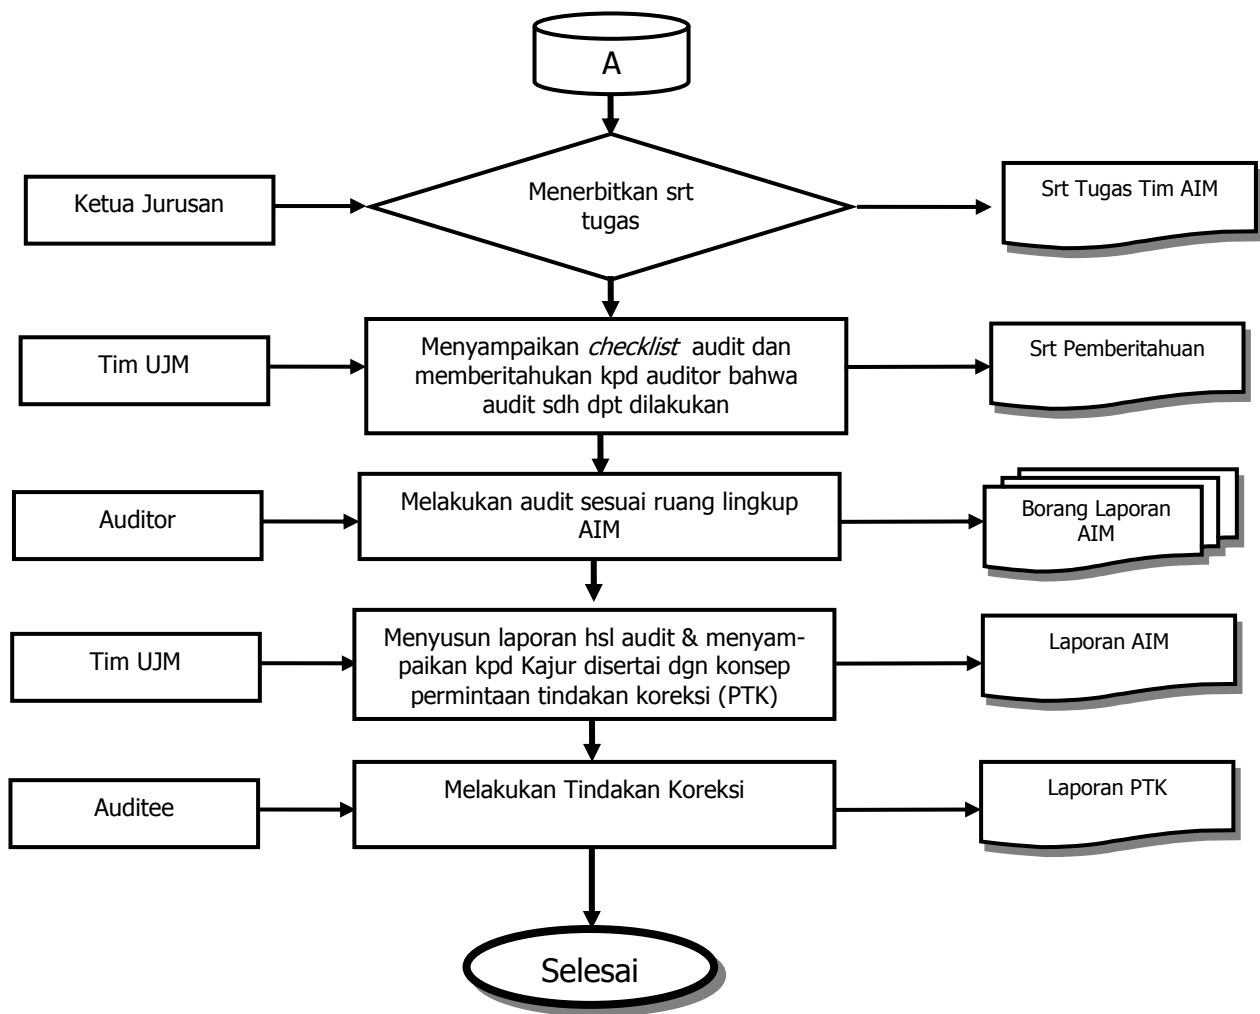 A
Ketua Jurusan
Menerbitkan srt
tugas
Srt Tugas Tim AIM
Tim UJM
Menyampaikan checklist audit dan
memberitahukan kpd auditor bahwa
audit sdh dpt dilakukan
Srt Pemberitahuan
Auditor
Melakukan audit sesuai ruang lingkup
AIM
Borang Laporan
AIM
Tim UJM
Menyusun laporan hsl audit & menyam-
paikan kpd Kajur disertai dgn konsep
permintaan tindakan koreksi (PTK)
Laporan AIM
Auditee
Melakukan Tindakan Koreksi
Laporan PTK
Selesai